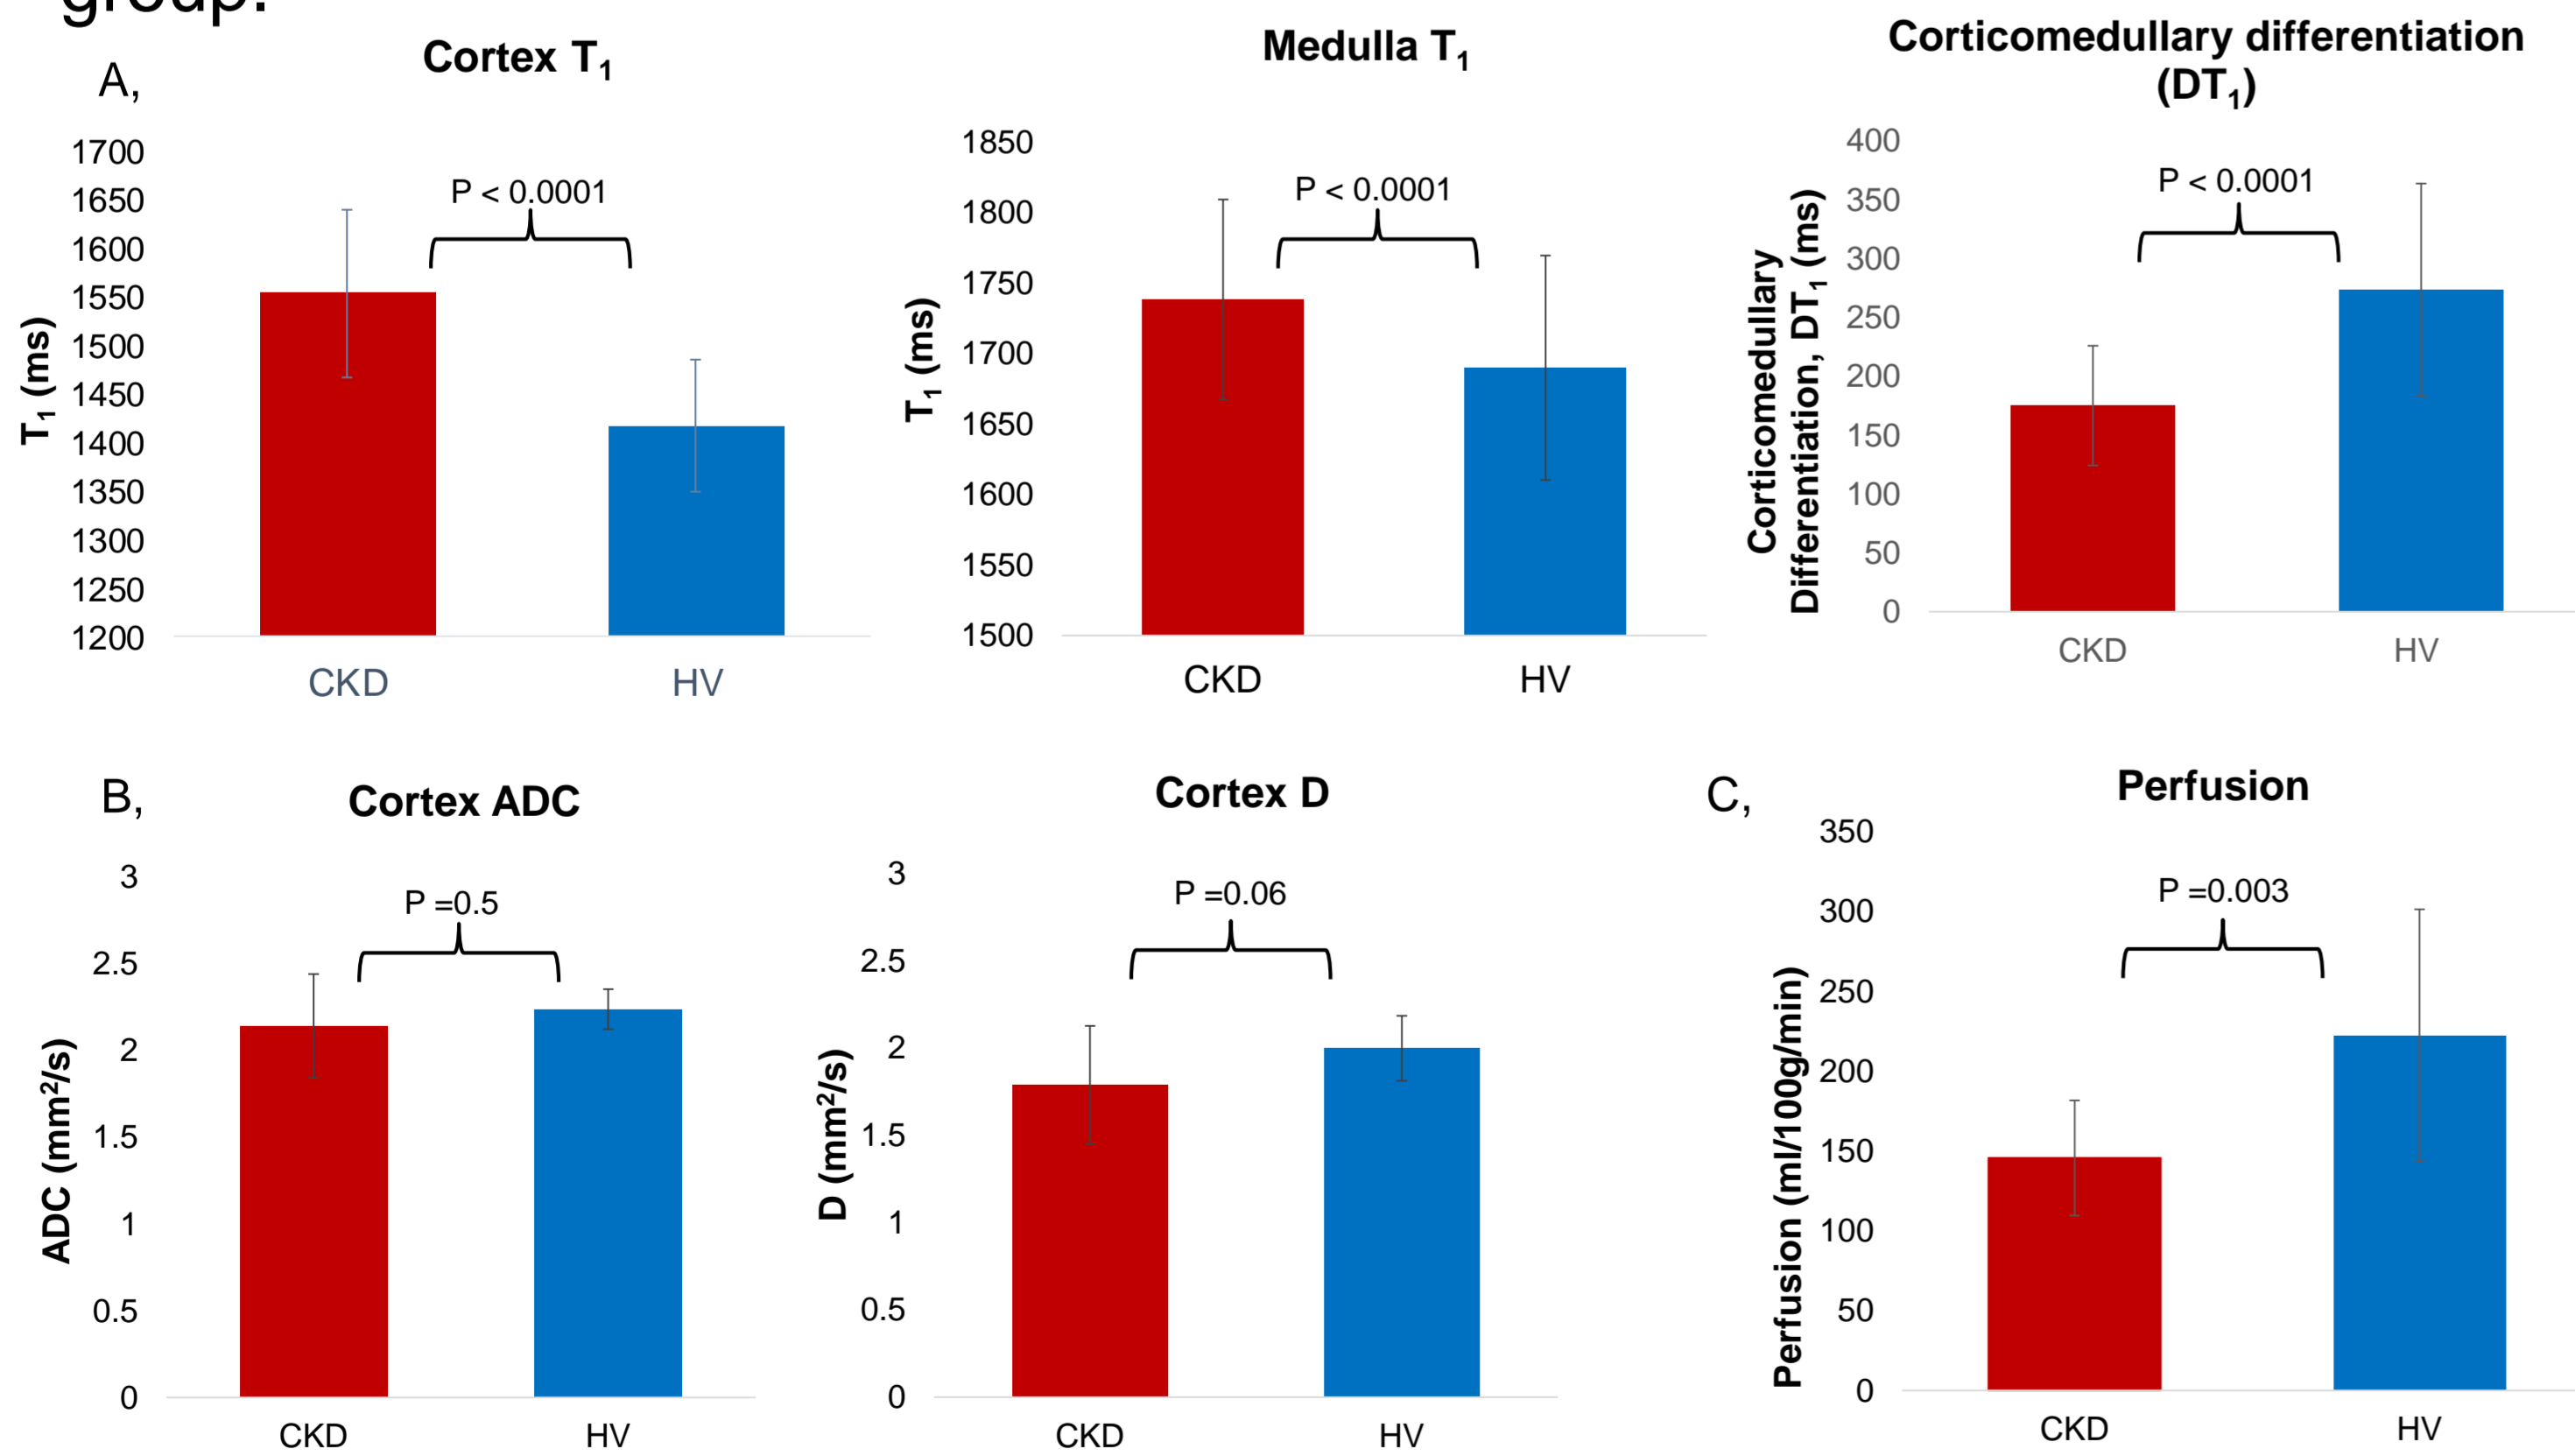 group.
A,
Cortex T1
1700
1650
1600
1550
1500
1450
1400
1350
1300
1250
1200
T1 (ms)
P < 0.0001
CKD HV
Medulla T1
1850
1800
1750
1700
1650
1600
1550
1500
T1 (ms)
P < 0.0001
CKD HV
Corticomedullary differentiation
(DT1)
400
350
300
250
200
150
100
50
0
Corticomedullary
Differentiation, DT1 (ms)
P < 0.0001
CKD HV
B,
Cortex ADC
3
2.5
2
1.5
1
0.5
0
ADC (mm²/s)
P =0.5
CKD HV
Cortex D
3
2.5
2
1.5
1
0.5
0
D (mm²/s)
P =0.06
CKD HV
C,
Perfusion
350
300
250
200
150
100
50
0
Perfusion (ml/100g/min)
P =0.003
CKD HV